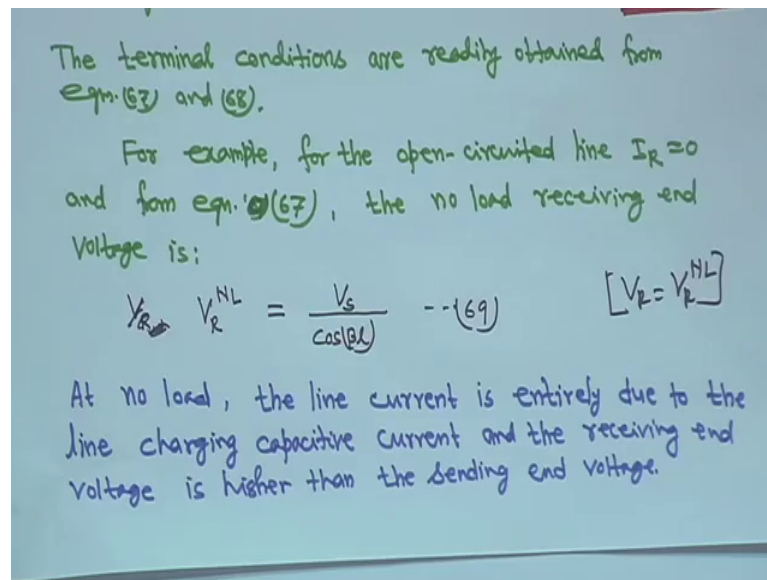 The terminal conditions are readily obtained from
eqn.(67) and (68).
For example, for the open-circuited line I_R = 0
and from eqn. (67), the no load receiving end
Voltage is:
V_R^NL = V_S / cos(βl) --(69) [V_R = V_R^NL]
At no load, the line current is entirely due to the
line charging capacitive current and the receiving end
voltage is higher than the sending end voltage.